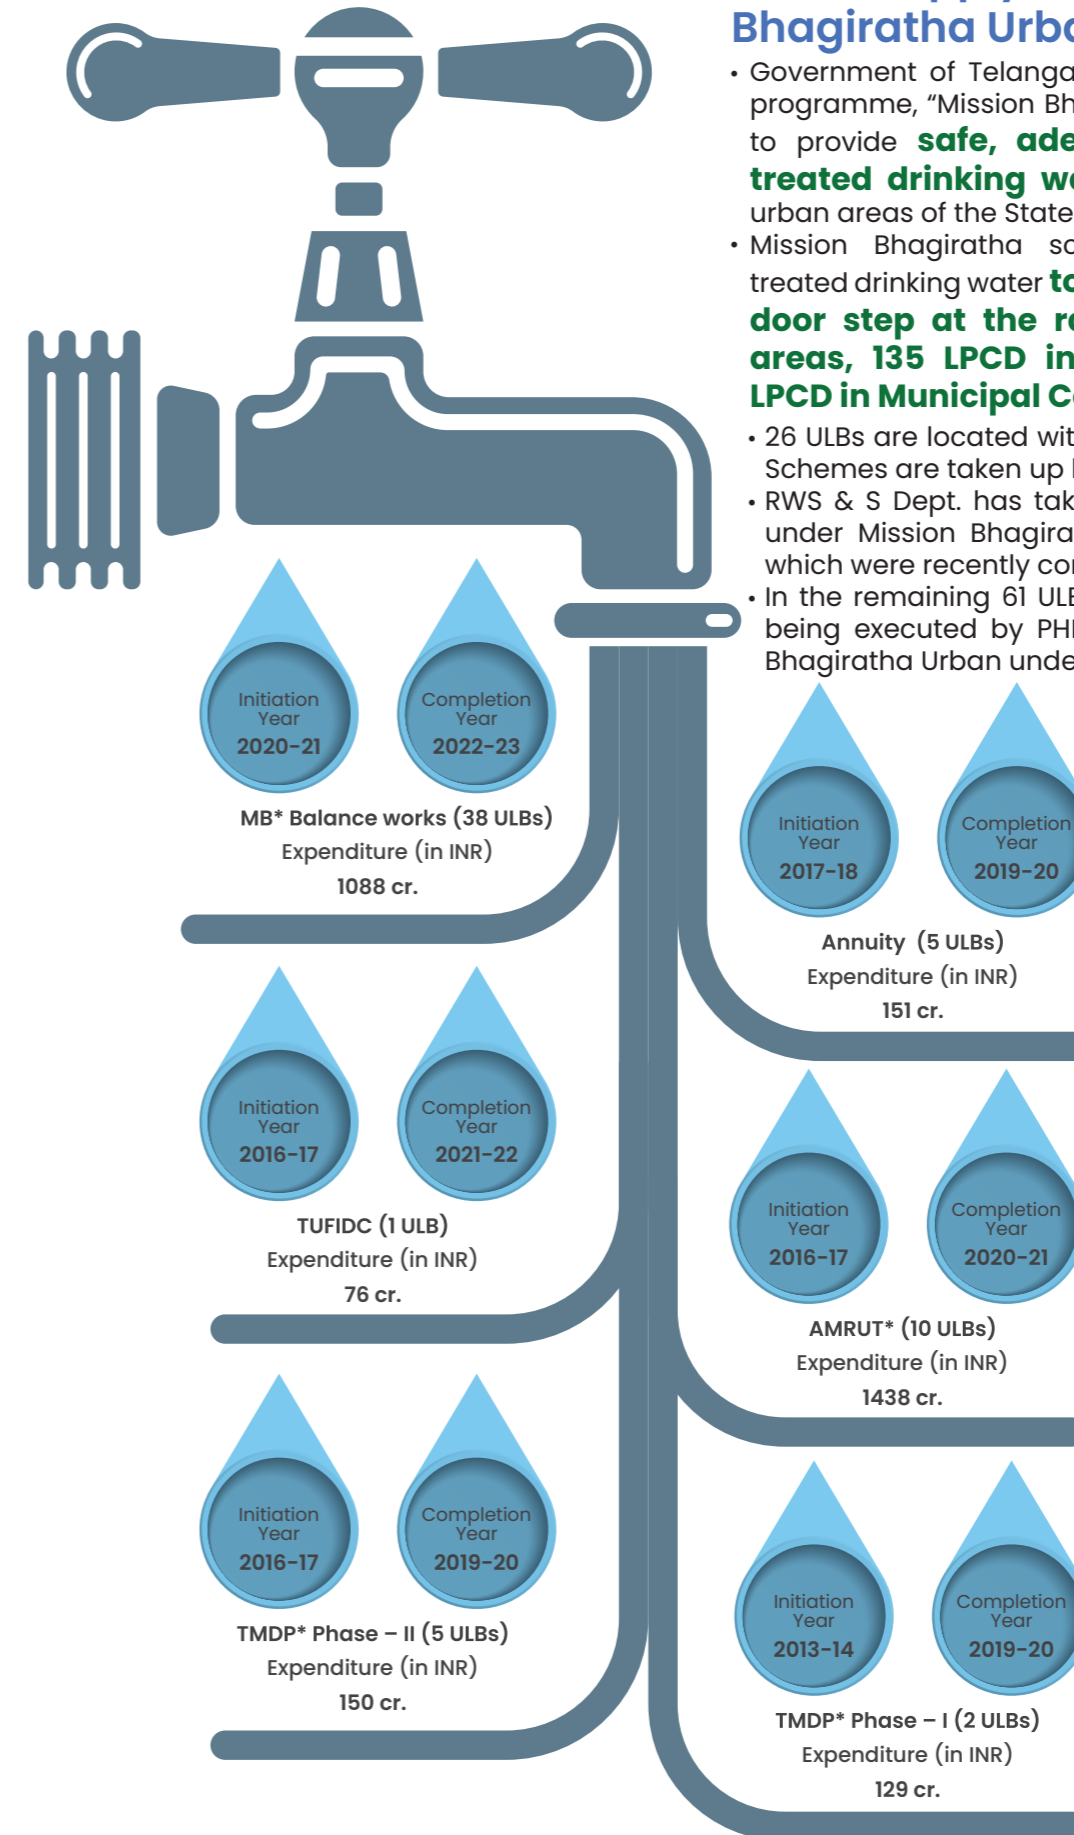 Bhagiratha Urba
• Government of Telanga
programme, “Mission Bh
to provide safe, ade
treated drinking wa
urban areas of the State
• Mission Bhagiratha sc
treated drinking water to
door step at the ra
areas, 135 LPCD in
LPCD in Municipal Co
• 26 ULBs are located wit
Schemes are taken up
• RWS & S Dept. has tak
under Mission Bhagira
which were recently con
• In the remaining 61 ULB
being executed by PH
Bhagiratha Urban unde
Initiation
Year
2020-21
Completion
Year
2022-23
MB* Balance works (38 ULBs)
Expenditure (in INR)
1088 cr.
Initiation
Year
2017-18
Completion
Year
2019-20
Annuity (5 ULBs)
Expenditure (in INR)
151 cr.
Initiation
Year
2016-17
Completion
Year
2021-22
TUFIDC (1 ULB)
Expenditure (in INR)
76 cr.
Initiation
Year
2016-17
Completion
Year
2020-21
AMRUT* (10 ULBs)
Expenditure (in INR)
1438 cr.
Initiation
Year
2016-17
Completion
Year
2019-20
TMDP* Phase – II (5 ULBs)
Expenditure (in INR)
150 cr.
Initiation
Year
2013-14
Completion
Year
2019-20
TMDP* Phase – I (2 ULBs)
Expenditure (in INR)
129 cr.